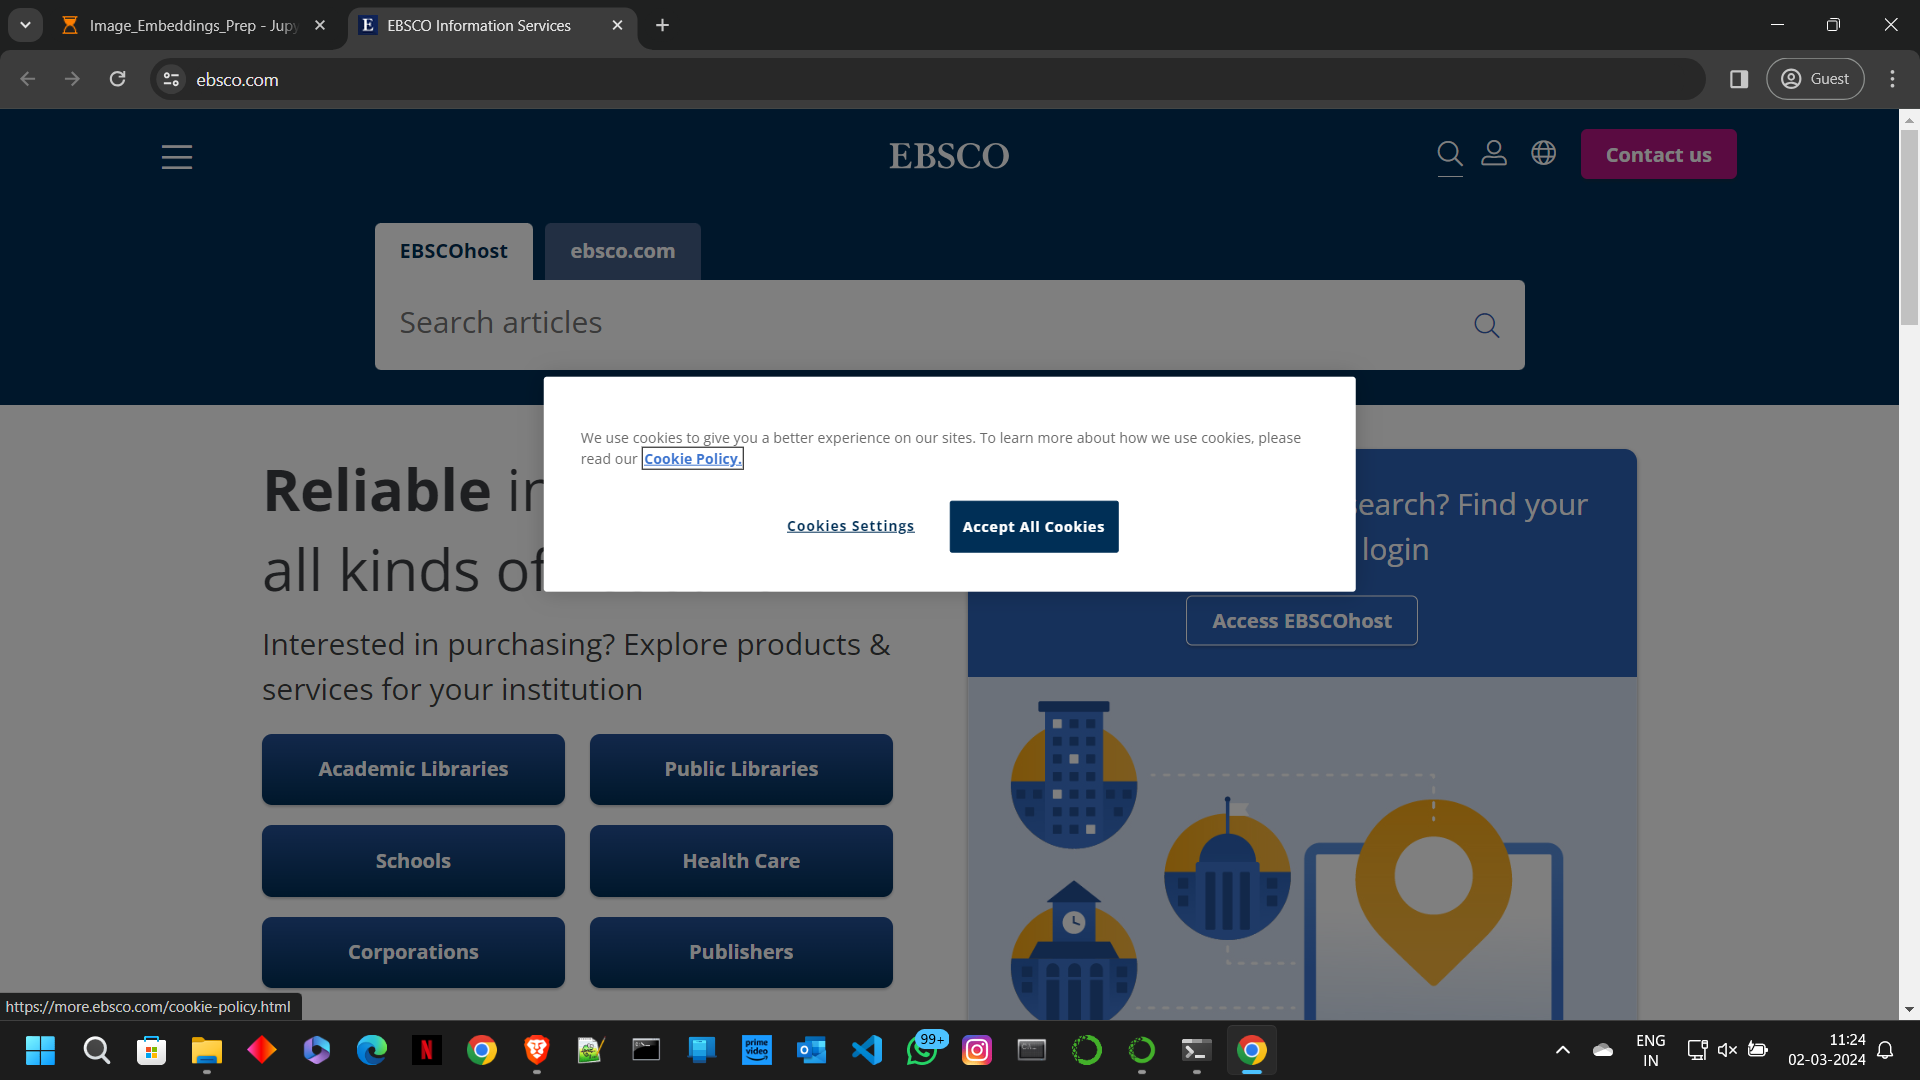 Image_Embeddings_Prep - Jupy
EBSCO Information Services
ebsco.com
Guest
EBSCO
Contact us
EBSCOhost
ebsco.com
Search articles
We use cookies to give you a better experience on our sites. To learn more about how we use cookies, please
read our Cookie Policy.
Cookies Settings
Accept All Cookies
Reliable in
all kinds of
earch? Find your
login
Access EBSCOhost
Interested in purchasing? Explore products &
services for your institution
Academic Libraries
Public Libraries
Schools
Health Care
Corporations
Publishers
https://more.ebsco.com/cookie-policy.html
prime
video
99+
ENG
IN
11:24
02-03-2024